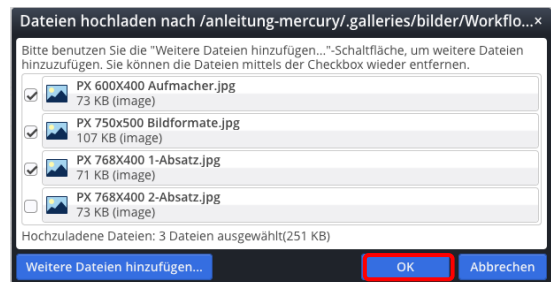 Dateien hochladen nach /anleitung-mercury/.galleries/bilder/Workflo...×
Bitte benutzen Sie die "Weitere Dateien hinzufügen..."-Schaltfläche, um weitere Dateien
hinzuzufügen. Sie können die Dateien mittels der Checkbox wieder entfernen.
PX 600X400 Aufmacher.jpg
73 KB (image)
PX 750x500 Bildformate.jpg
107 KB (image)
PX 768X400 1-Absatz.jpg
71 KB (image)
PX 768X400 2-Absatz.jpg
73 KB (image)
Hochzuladene Dateien: 3 Dateien ausgewählt(251 KB)
Weitere Dateien hinzufügen... OK Abbrechen